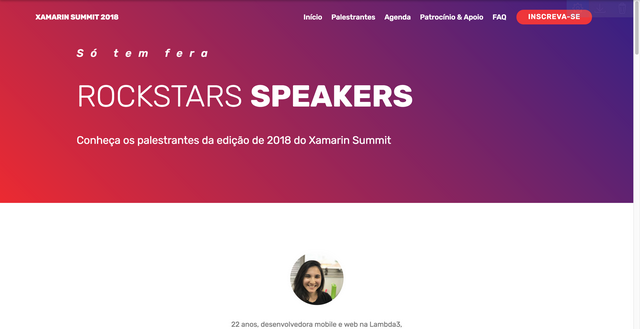 XAMARIN SUMMIT 2018
Início Palestrantes Agenda Patrocínio & Apoio FAQ INSCREVA-SE
Só tem fera
ROCKSTARS SPEAKERS
Conheça os palestrantes da edição de 2018 do Xamarin Summit
22 anos, desenvolvedora mobile e web na Lambda3,